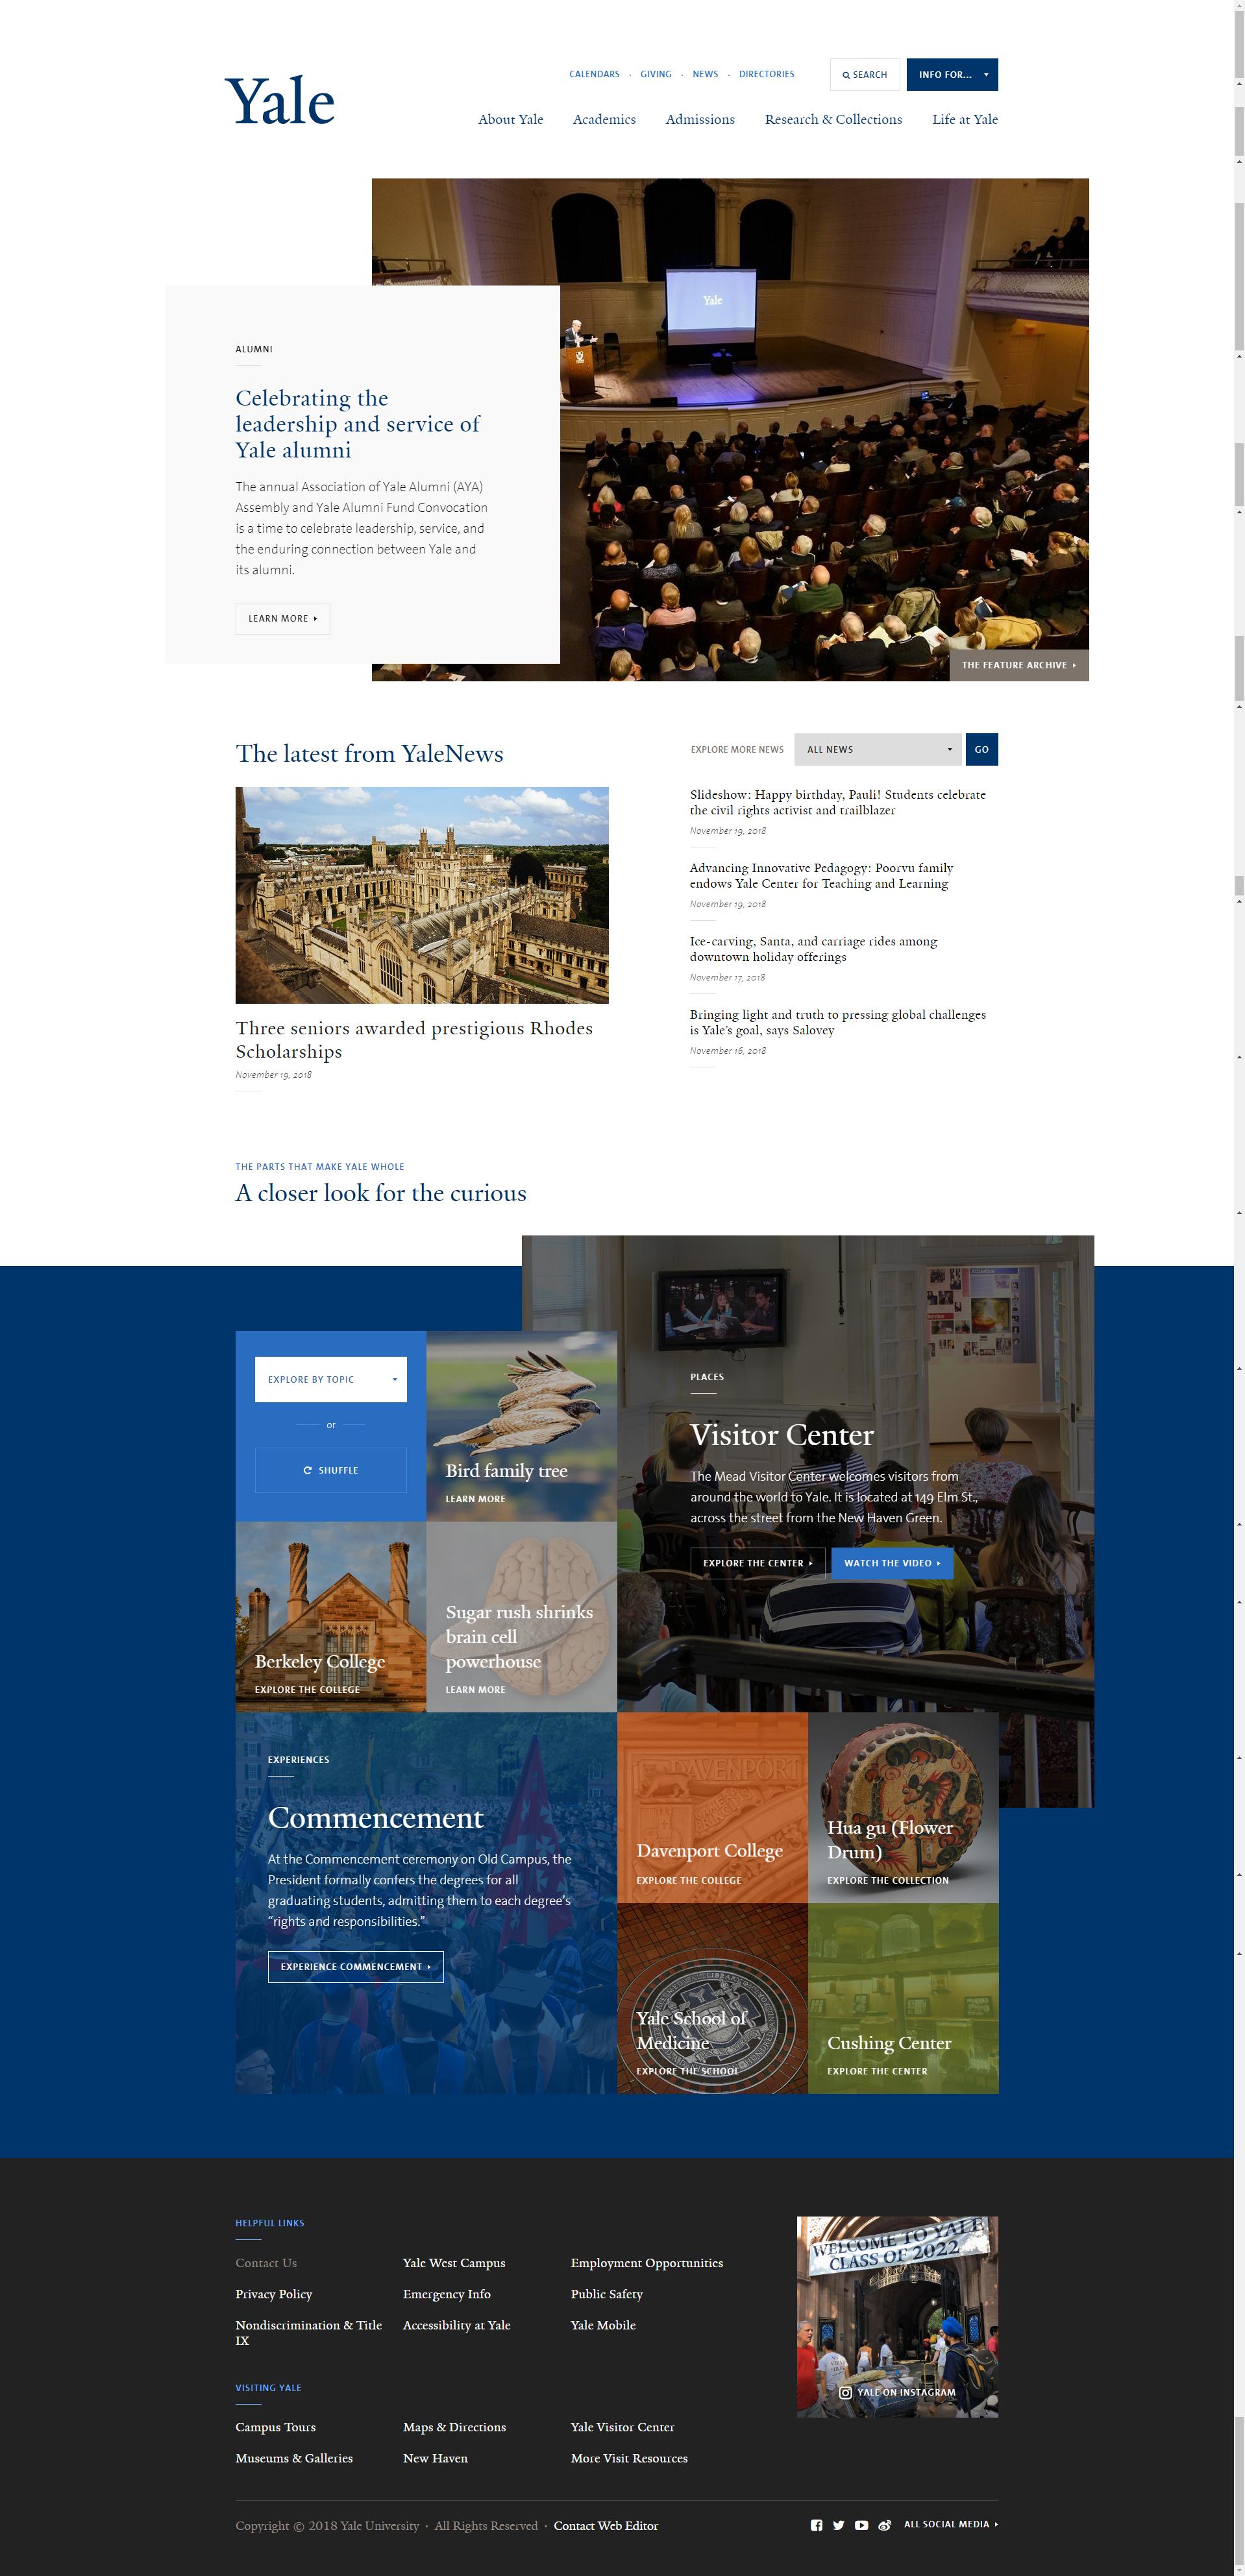 Yale
CALENDARS · GIVING · NEWS · DIRECTORIES
SEARCH
INFO FOR...
About Yale
Academics
Admissions
Research & Collections
Life at Yale
Yale
ALUMNI
Celebrating the
leadership and service of
Yale alumni
The annual Association of Yale Alumni (AYA)
Assembly and Yale Alumni Fund Convocation
is a time to celebrate leadership, service, and
the enduring connection between Yale and
its alumni.
LEARN MORE
THE FEATURE ARCHIVE
The latest from YaleNews
Three seniors awarded prestigious Rhodes
Scholarships
November 19, 2018
EXPLORE MORE NEWS
ALL NEWS
GO
Slideshow: Happy birthday, Pauli! Students celebrate
the civil rights activist and trailblazer
November 19, 2018
Advancing Innovative Pedagogy: Poorvu family
endows Yale Center for Teaching and Learning
November 19, 2018
Ice-carving, Santa, and carriage rides among
downtown holiday offerings
November 17, 2018
Bringing light and truth to pressing global challenges
is Yale's goal, says Salovey
November 16, 2018
THE PARTS THAT MAKE YALE WHOLE
A closer look for the curious
EXPLORE BY TOPIC
or
SHUFFLE
Bird family tree
LEARN MORE
PLACES
Visitor Center
The Mead Visitor Center welcomes visitors from
around the world to Yale. It is located at 149 Elm St.,
across the street from the New Haven Green.
EXPLORE THE CENTER
WATCH THE VIDEO
Berkeley College
EXPLORE THE COLLEGE
Sugar rush shrinks
brain cell
powerhouse
LEARN MORE
EXPERIENCES
Commencement
At the Commencement ceremony on Old Campus, the
President formally confers the degrees for all
graduating students, admitting them to each degree's
“rights and responsibilities.”
EXPERIENCE COMMENCEMENT
DAVENPORT
Davenport College
EXPLORE THE COLLEGE
Hua gu (Flower
Drum)
EXPLORE THE COLLECTION
Yale School of
Medicine
EXPLORE THE SCHOOL
Cushing Center
EXPLORE THE CENTER
HELPFUL LINKS
Contact Us
Yale West Campus
Employment Opportunities
Privacy Policy
Emergency Info
Public Safety
Nondiscrimination & Title
IX
Accessibility at Yale
Yale Mobile
WELCOME TO YALE
CLASS OF 2022
YALE ON INSTAGRAM
VISITING YALE
Campus Tours
Maps & Directions
Yale Visitor Center
Museums & Galleries
New Haven
More Visit Resources
Copyright © 2018 Yale University · All Rights Reserved · Contact Web Editor
ALL SOCIAL MEDIA